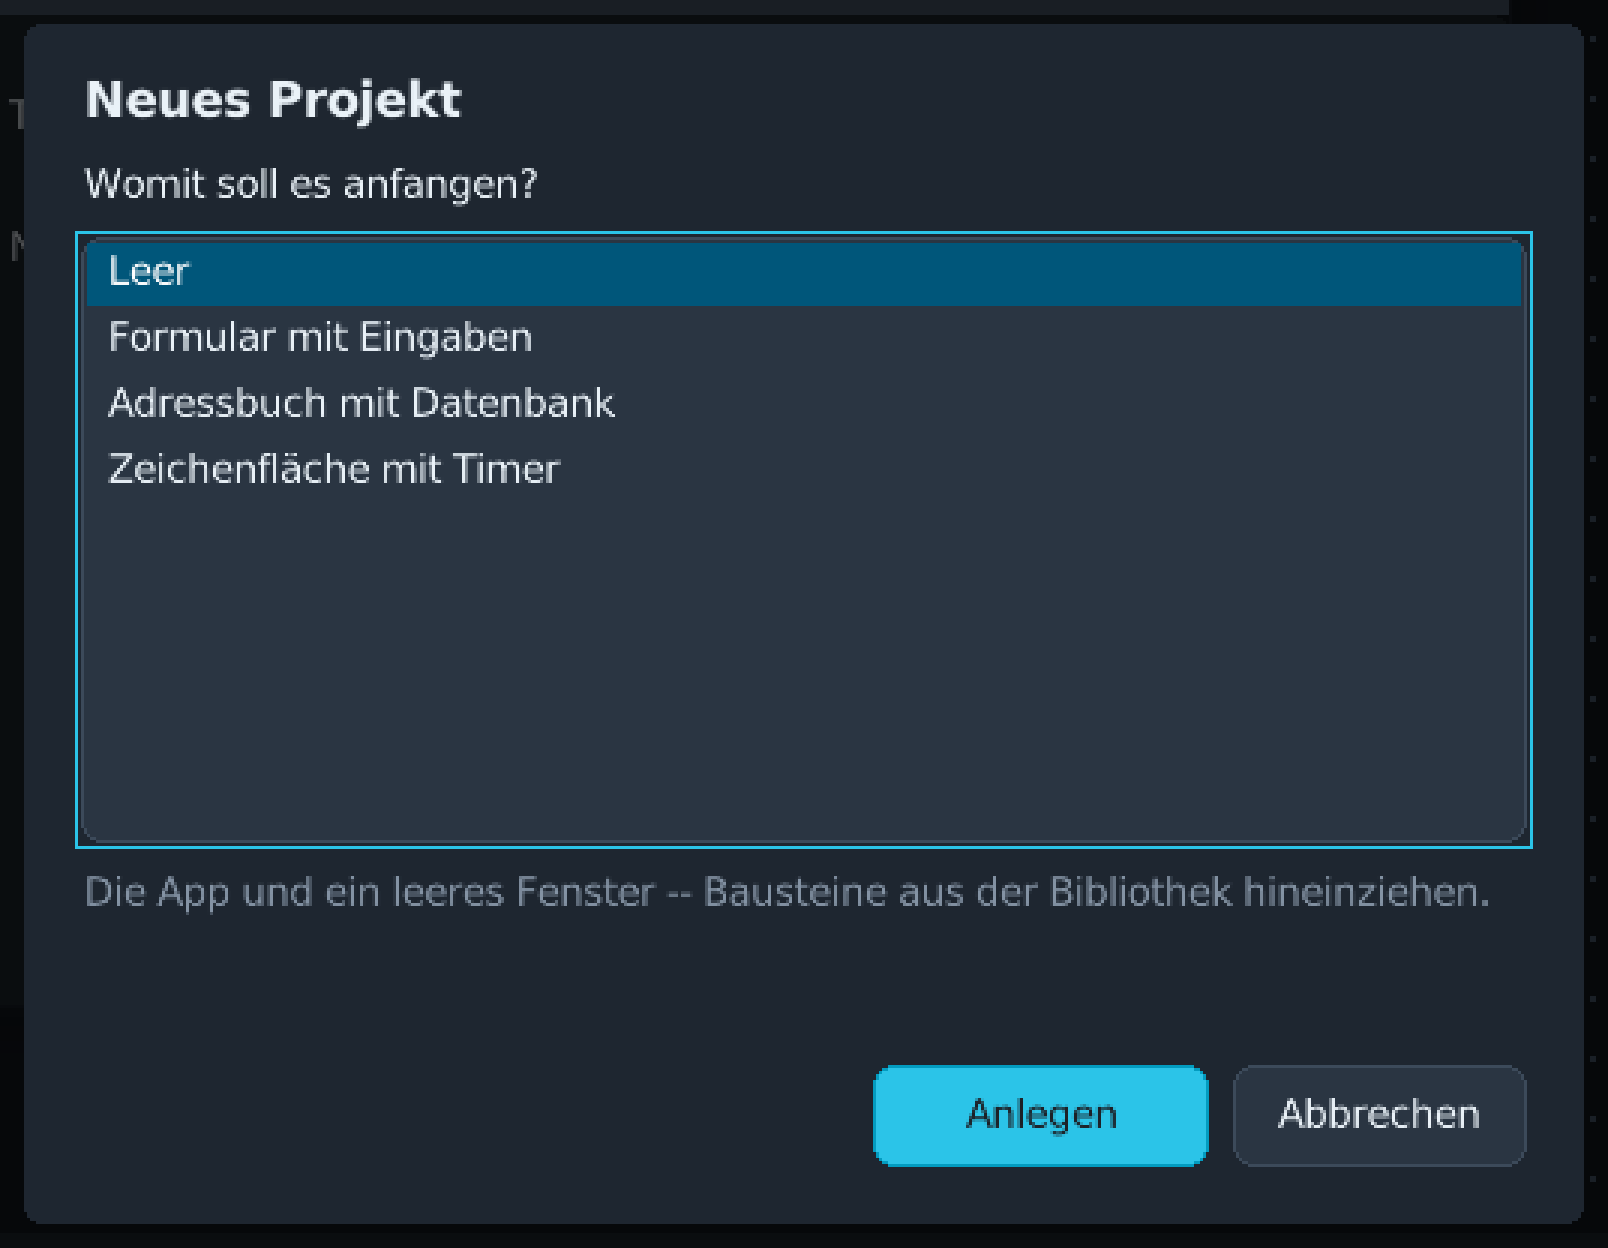 Neues Projekt
Womit soll es anfangen?
Leer
Formular mit Eingaben
Adressbuch mit Datenbank
Zeichenfläche mit Timer
Die App und ein leeres Fenster -- Bausteine aus der Bibliothek hineinziehen.
Anlegen
Abbrechen